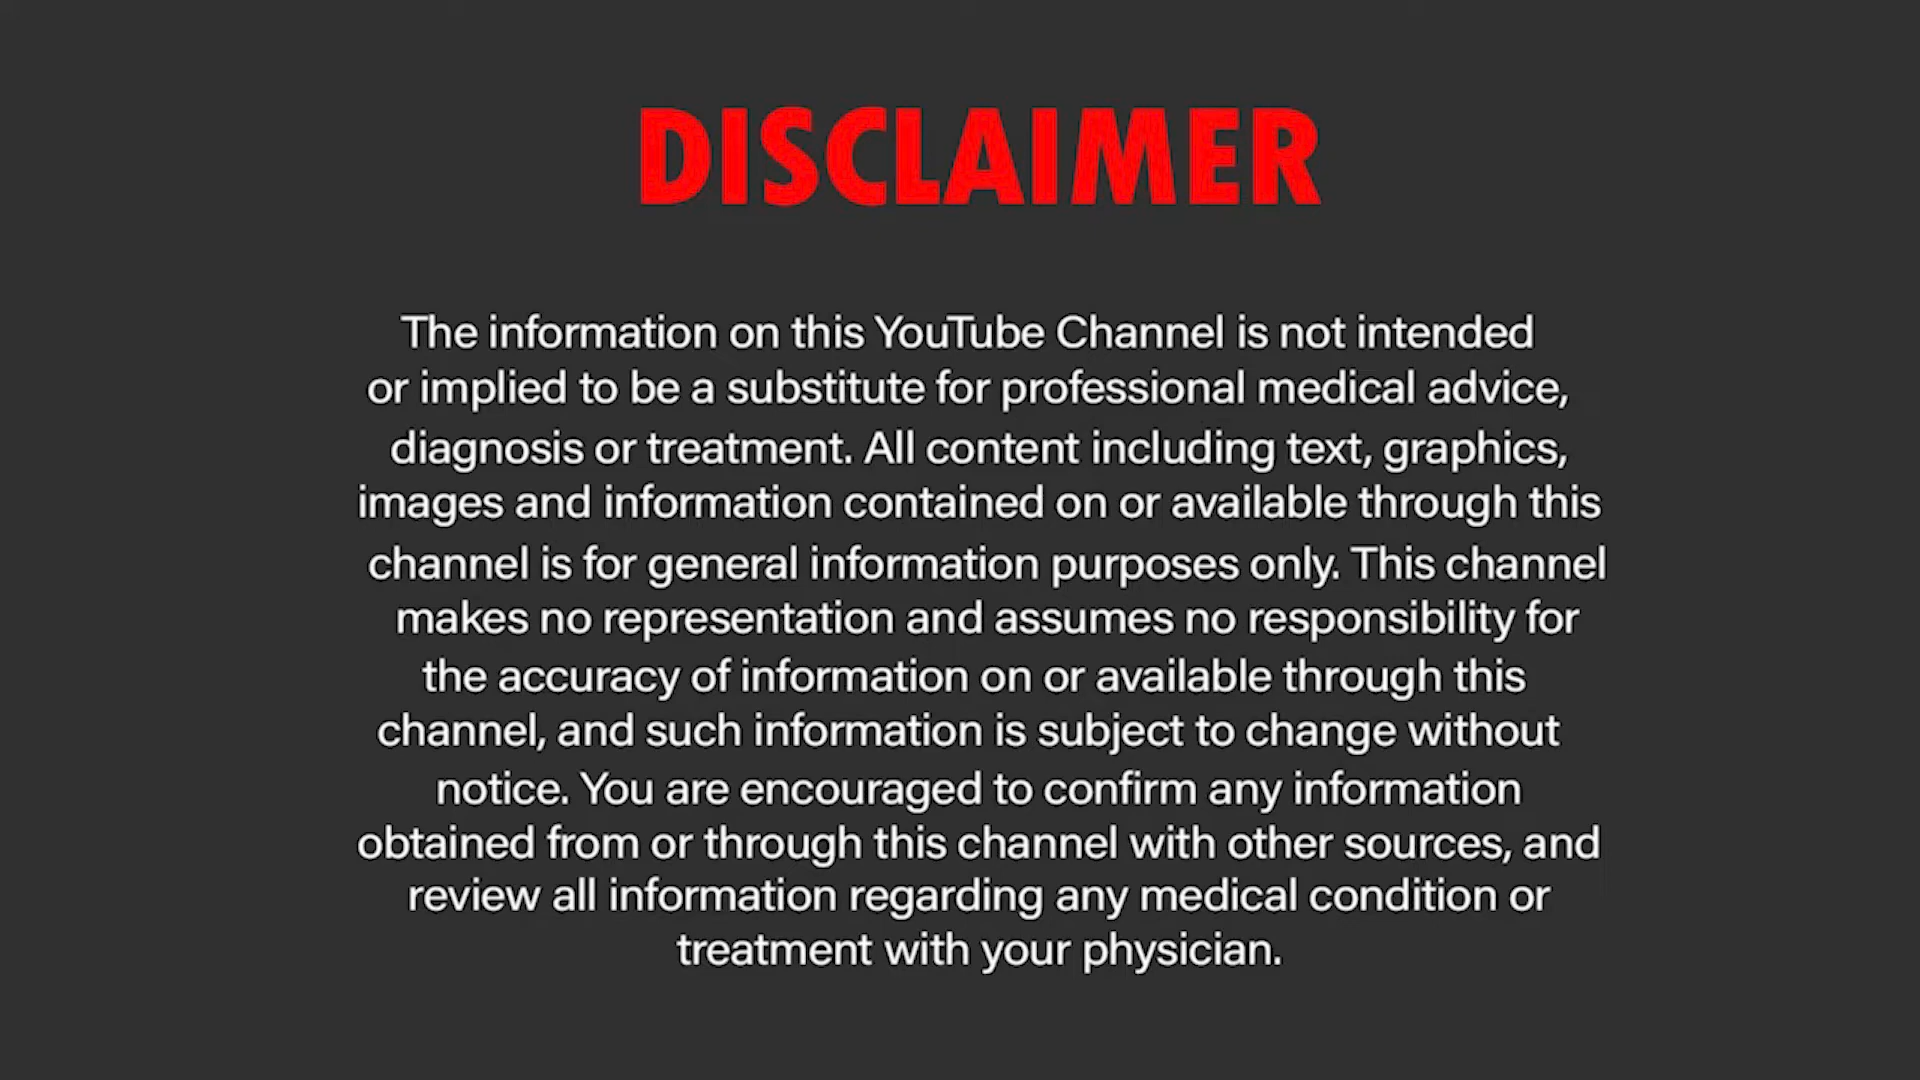 DISCLAIMER
The information on this YouTube Channel is not intended
or implied to be a substitute for professional medical advice,
diagnosis or treatment. All content including text, graphics,
images and information contained on or available through this
channel is for general information purposes only. This channel
makes no representation and assumes no responsibility for
the accuracy of information on or available through this
channel, and such information is subject to change without
notice. You are encouraged to confirm any information
obtained from or through this channel with other sources, and
review all information regarding any medical condition or
treatment with your physician.